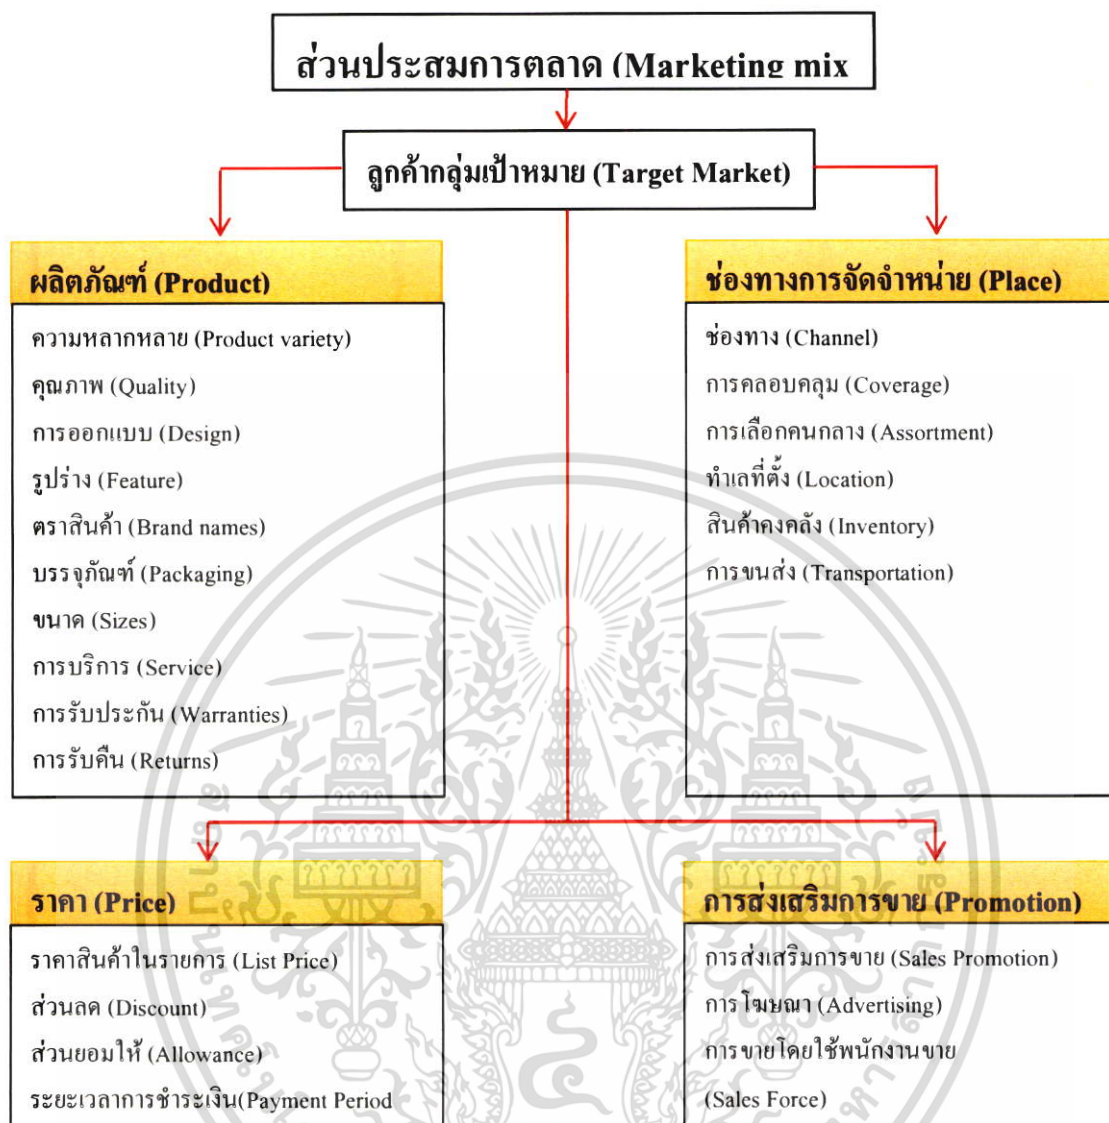 ส่วนประสมการตลาด (Marketing mix
ลูกค้ากลุ่มเป้าหมาย (Target Market)
ผลิตภัณฑ์ (Product)
ความหลากหลาย (Product variety)
คุณภาพ (Quality)
การออกแบบ (Design)
รูปร่าง (Feature)
ตราสินค้า (Brand names)
บรรจุภัณฑ์ (Packaging)
ขนาด (Sizes)
การบริการ (Service)
การรับประกัน (Warranties)
การรับคืน (Returns)
ช่องทางการจัดจำหน่าย (Place)
ช่องทาง (Channel)
การคลอบคลุม (Coverage)
การเลือกคนกลาง (Assortment)
ทำเลที่ตั้ง (Location)
สินค้าคงคลัง (Inventory)
การขนส่ง (Transportation)
ราคา (Price)
ราคาสินค้าในรายการ (List Price)
ส่วนลด (Discount)
ส่วนยอมให้ (Allowance)
ระยะเวลาการชำระเงิน(Payment Period
การส่งเสริมการขาย (Promotion)
การส่งเสริมการขาย (Sales Promotion)
การโฆษณา (Advertising)
การขายโดยใช้พนักงานขาย
(Sales Force)